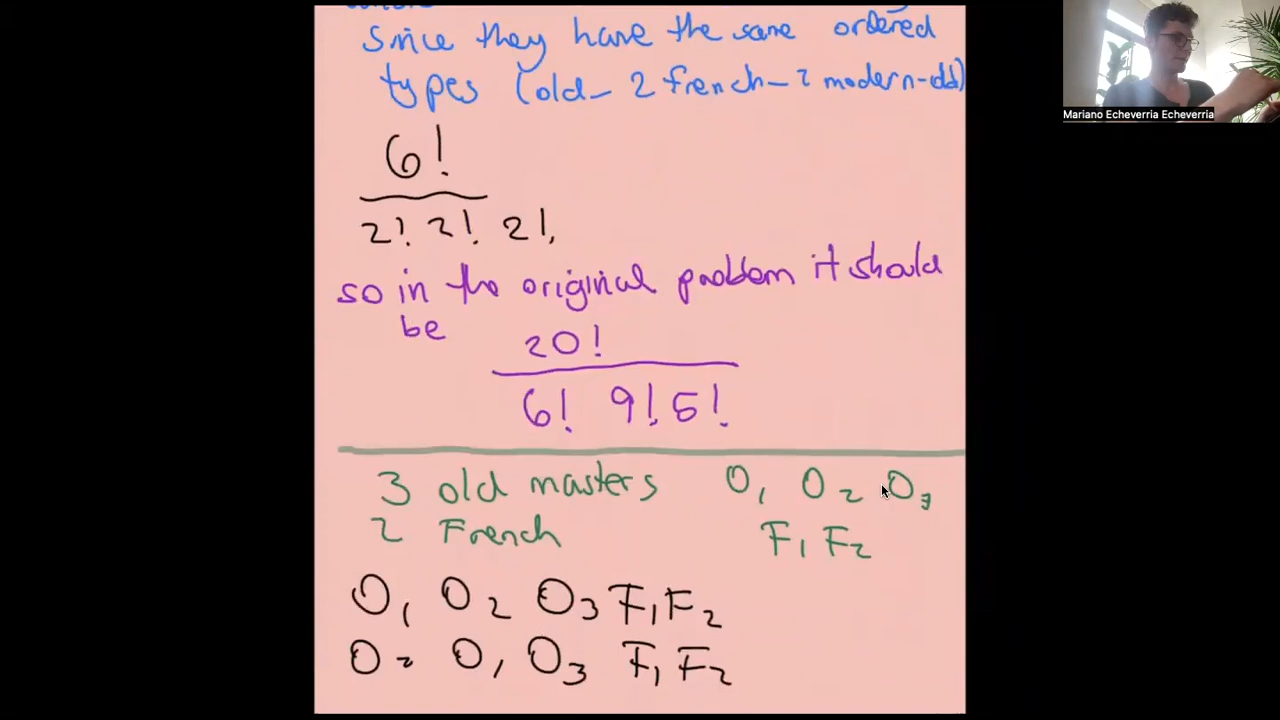 Since they have the same ordered
types (old_ 2 french_ 2 modern-old)
6!
2! 2! 2!
so in the original problem it should
be
20!
6! 9! 5!
3 old masters O1 O2 O3
2 French F1 F2
O1 O2 O3 F1 F2
O2 O1 O3 F1 F2
Mariano Echeverria Echeverria